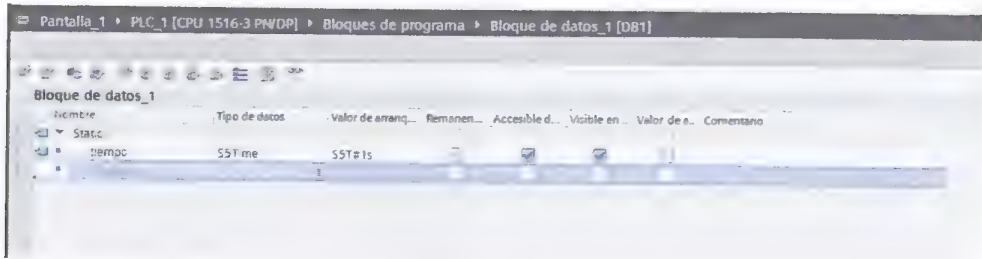 Pantalla_1 ▸ PLC_1 [CPU 1516-3 PN/DP] ▸ Bloques de programa ▸ Bloque de datos_1 [DB1]
Bloque de datos_1
Nombre Tipo de datos Valor de arranq... Remanen... Accesible d... Visible en ... Valor de a... Comentario
Static
tiempo S5Time S5T#1s